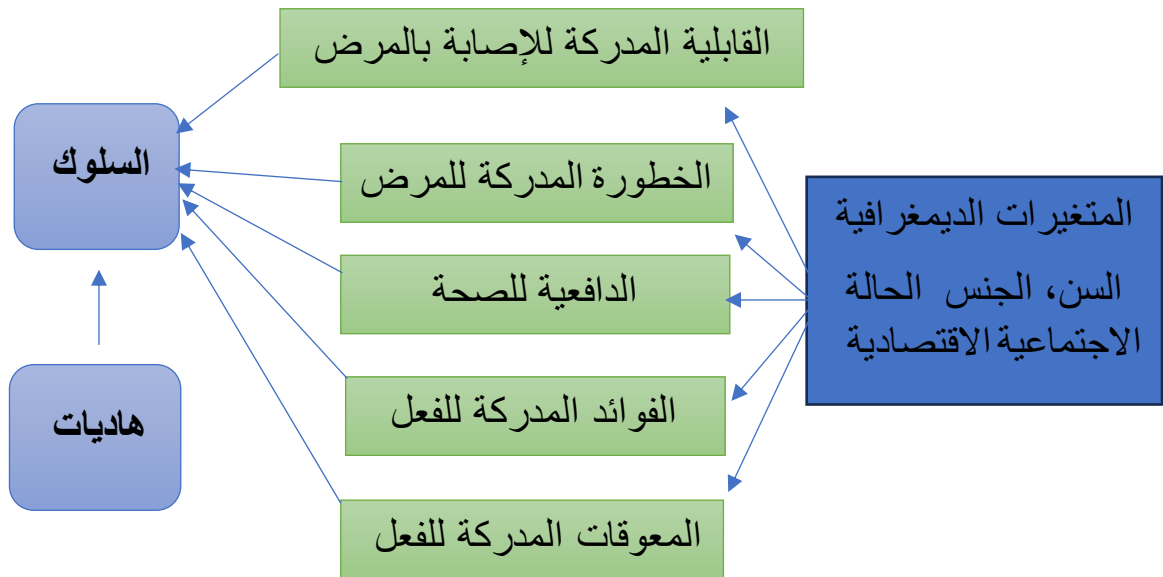 القابلية المدركة للإصابة بالمرض
السلوك
الخطورة المدركة للمرض
المتغيرات الديمغرافية
السن، الجنس الحالة
الاجتماعية الاقتصادية
الدافعية للصحة
الفوائد المدركة للفعل
هاديات
المعوقات المدركة للفعل